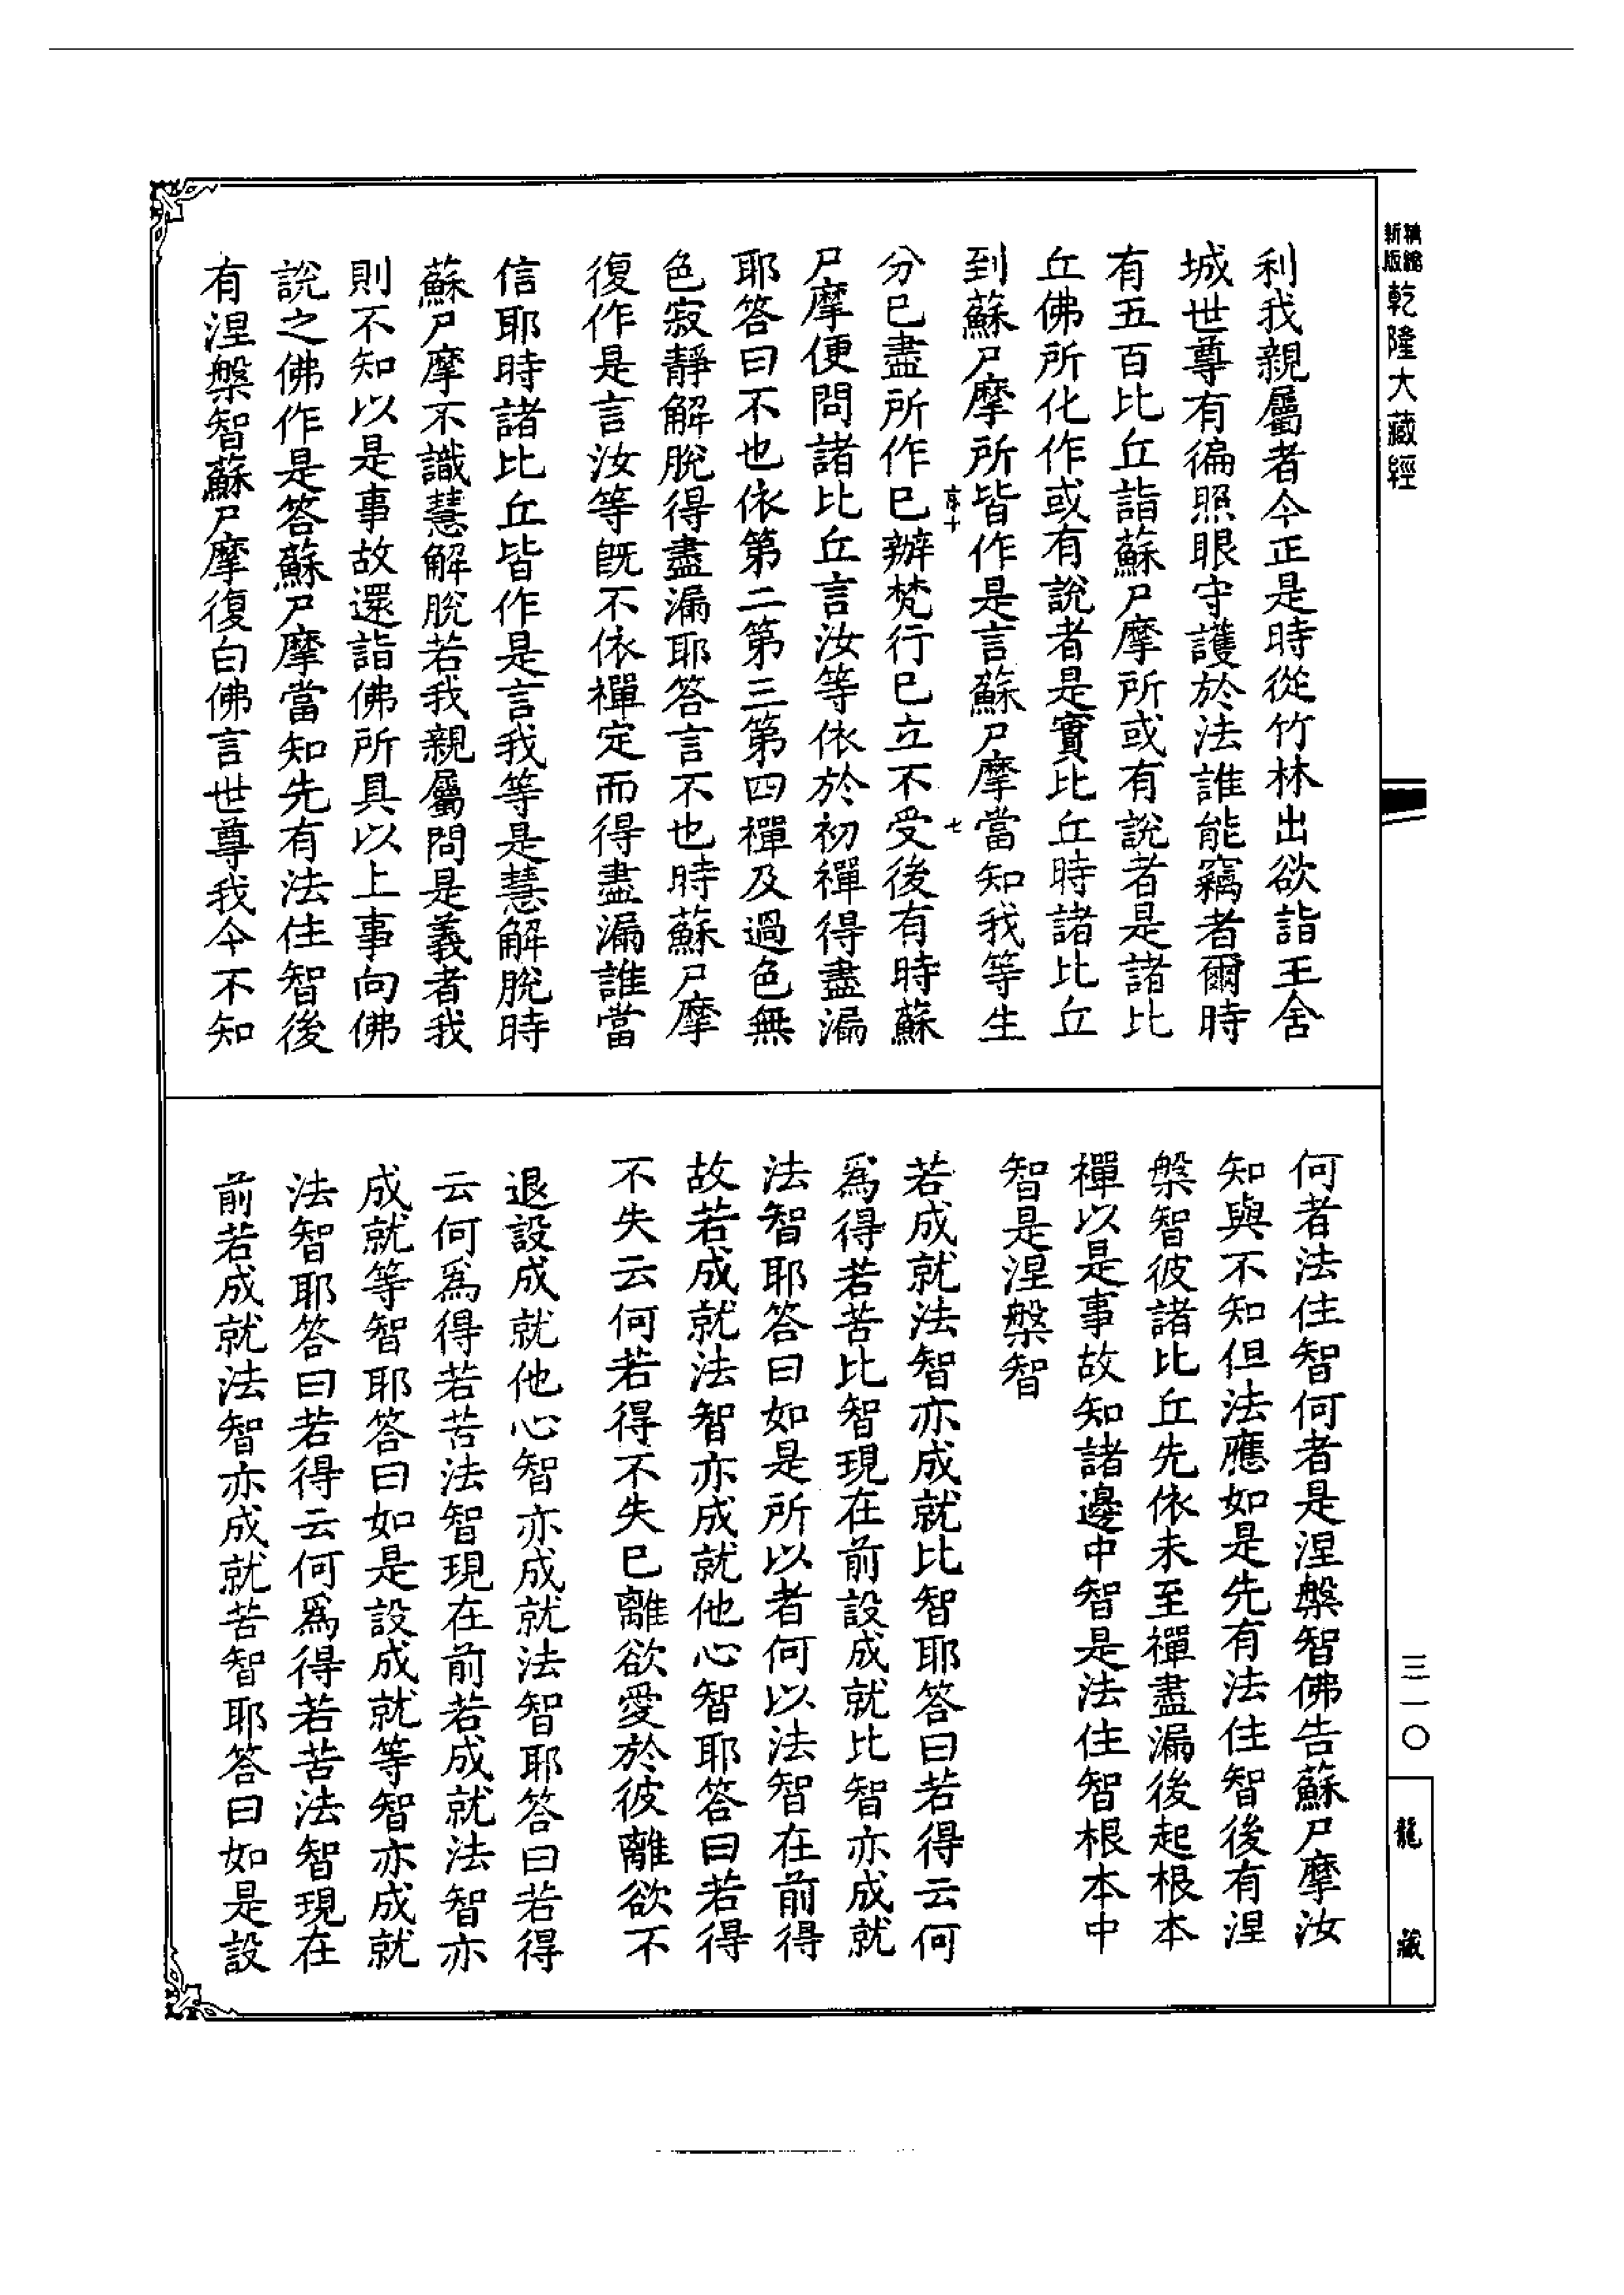 新編縮版乾隆大藏經
利我親屬者今正是時從竹林出欲詣王舍
城世尊有徧照眼守護於法誰能竊者爾時
有五百比丘詣蘇尸摩所或有說者是諸比
丘佛所化作或有說者是實比丘時諸比丘
到蘇尸摩所皆作是言蘇尸摩當知我等生
分已盡所作已辦梵行已立不受後有時蘇
尸摩便問諸比丘言汝等依於初禪得盡漏
耶答曰不也依第二第三第四禪及過色無
色寂靜解脫得盡漏耶答言不也時蘇尸摩
復作是言汝等旣不依禪定而得盡漏誰當
信耶時諸比丘皆作是言我等是慧解脫時
蘇尸摩不識慧解脫若我親屬問是義者我
則不知以是事故還詣佛所具以上事向佛
說之佛作是答蘇尸摩當知先有法住智後
有涅槃智蘇尸摩復白佛言世尊我今不知
何者法住智何者是涅槃智佛告蘇尸摩汝
知與不知但法應如是先有法住智後有涅
槃智彼諸比丘先依未至禪盡漏後起根本
禪以是事故知諸邊中智是法住智根本中
智是涅槃智
若成就法智亦成就比智耶答曰若得云何
爲得若苦比智現在前設成就比智亦成就
法智耶答曰如是所以者何以法智在前得
故若成就法智亦成就他心智耶答曰若得
不失云何若得不失已離欲愛於彼離欲不
退設成就他心智亦成就法智耶答曰若得
云何爲得若苦法智現在前若成就法智亦
成就等智耶答曰如是設成就等智亦成就
法智耶答曰若得云何爲得若苦法智現在
前若成就法智亦成就苦智耶答曰如是設
三一〇
龍藏